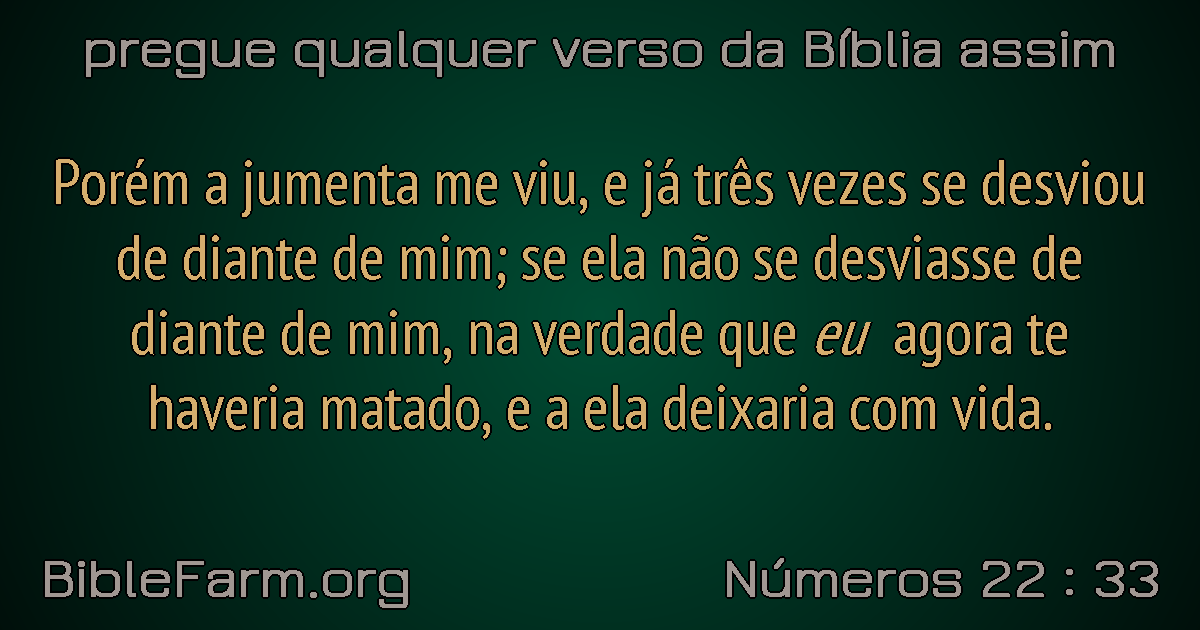 pregue qualquer verso da Bíblia assim
Porém a jumenta me viu, e já três vezes se desviou
de diante de mim; se ela não se desviasse de
diante de mim, na verdade que eu agora te
haveria matado, e a ela deixaria com vida.
BibleFarm.org
Números 22 : 33